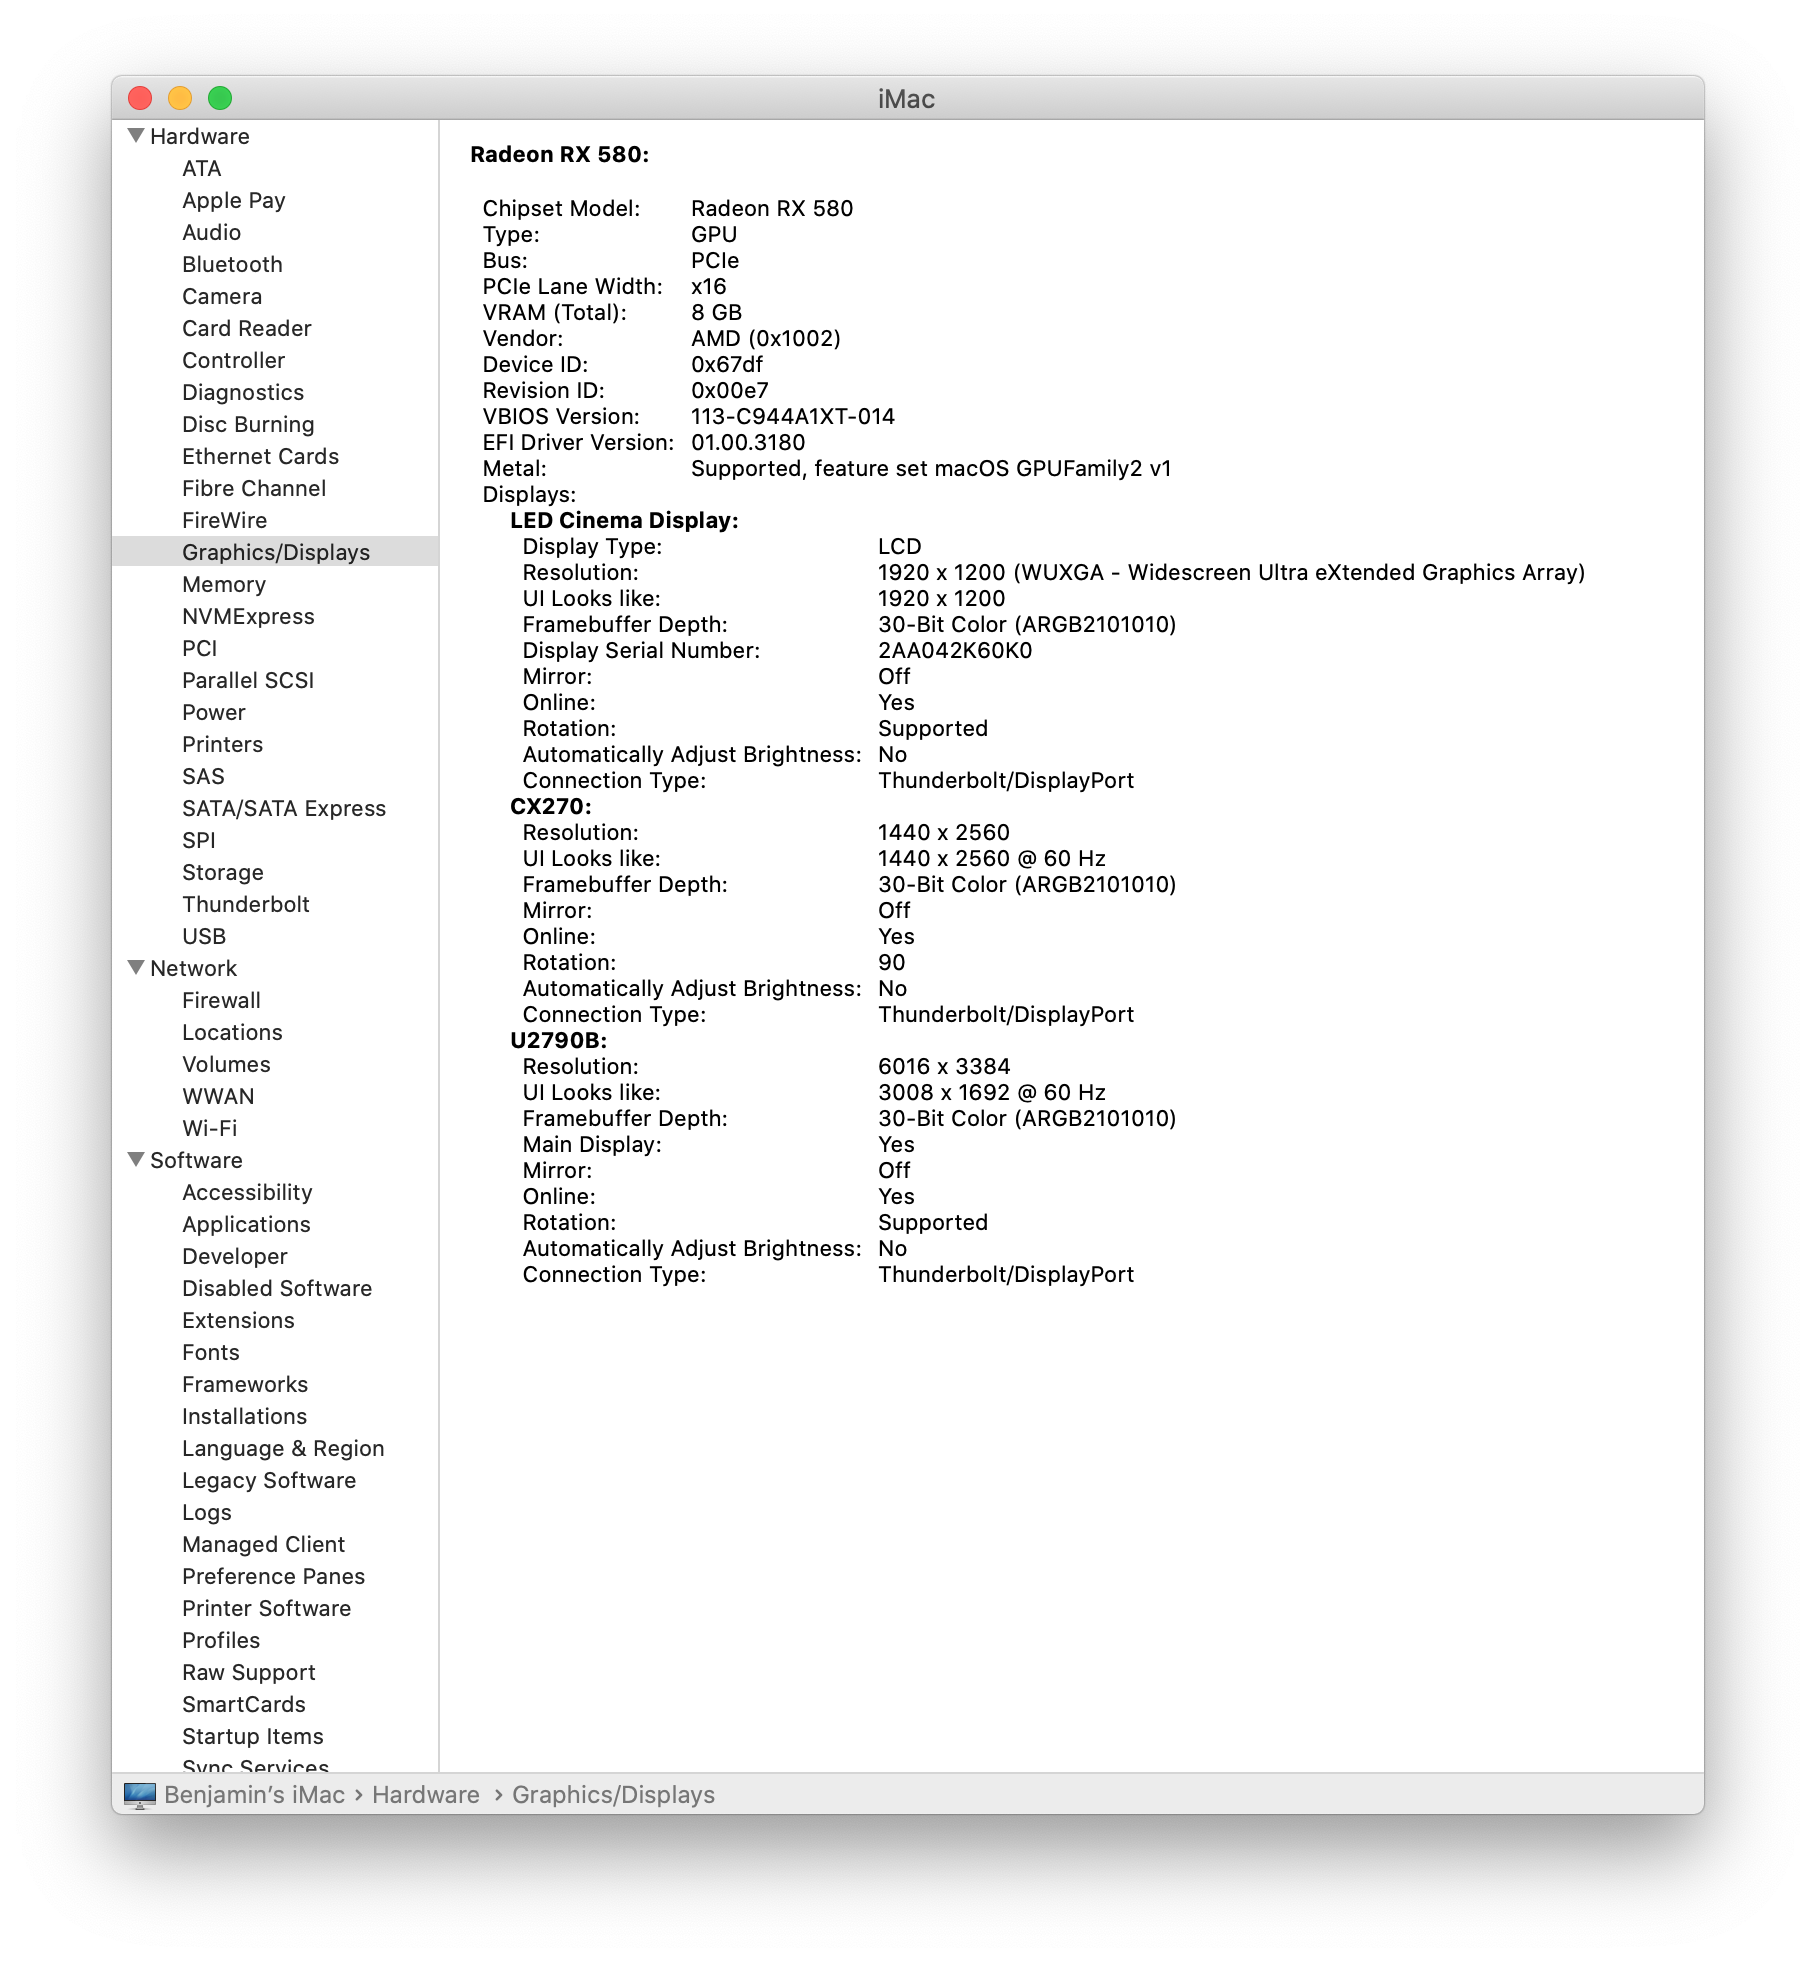 iMac
Hardware
ATA
Apple Pay
Audio
Bluetooth
Camera
Card Reader
Controller
Diagnostics
Disc Burning
Ethernet Cards
Fibre Channel
FireWire
Graphics/Displays
Memory
NVMExpress
PCI
Parallel SCSI
Power
Printers
SAS
SATA/SATA Express
SPI
Storage
Thunderbolt
USB
Network
Firewall
Locations
Volumes
WWAN
Wi-Fi
Software
Accessibility
Applications
Developer
Disabled Software
Extensions
Fonts
Frameworks
Installations
Language & Region
Legacy Software
Logs
Managed Client
Preference Panes
Printer Software
Profiles
Raw Support
SmartCards
Startup Items
Sync Services
Radeon RX 580:
Chipset Model: Radeon RX 580
Type: GPU
Bus: PCIe
PCIe Lane Width: x16
VRAM (Total): 8 GB
Vendor: AMD (0x1002)
Device ID: 0x67df
Revision ID: 0x00e7
VBIOS Version: 113-C944A1XT-014
EFI Driver Version: 01.00.3180
Metal: Supported, feature set macOS GPUFamily2 v1
Displays:
LED Cinema Display:
Display Type: LCD
Resolution: 1920 x 1200 (WUXGA - Widescreen Ultra eXtended Graphics Array)
UI Looks like: 1920 x 1200
Framebuffer Depth: 30-Bit Color (ARGB2101010)
Display Serial Number: 2AA042K60K0
Mirror: Off
Online: Yes
Rotation: Supported
Automatically Adjust Brightness: No
Connection Type: Thunderbolt/DisplayPort
CX270:
Resolution: 1440 x 2560
UI Looks like: 1440 x 2560 @ 60 Hz
Framebuffer Depth: 30-Bit Color (ARGB2101010)
Mirror: Off
Online: Yes
Rotation: 90
Automatically Adjust Brightness: No
Connection Type: Thunderbolt/DisplayPort
U2790B:
Resolution: 6016 x 3384
UI Looks like: 3008 x 1692 @ 60 Hz
Framebuffer Depth: 30-Bit Color (ARGB2101010)
Main Display: Yes
Mirror: Off
Online: Yes
Rotation: Supported
Automatically Adjust Brightness: No
Connection Type: Thunderbolt/DisplayPort
Benjamin’s iMac › Hardware › Graphics/Displays